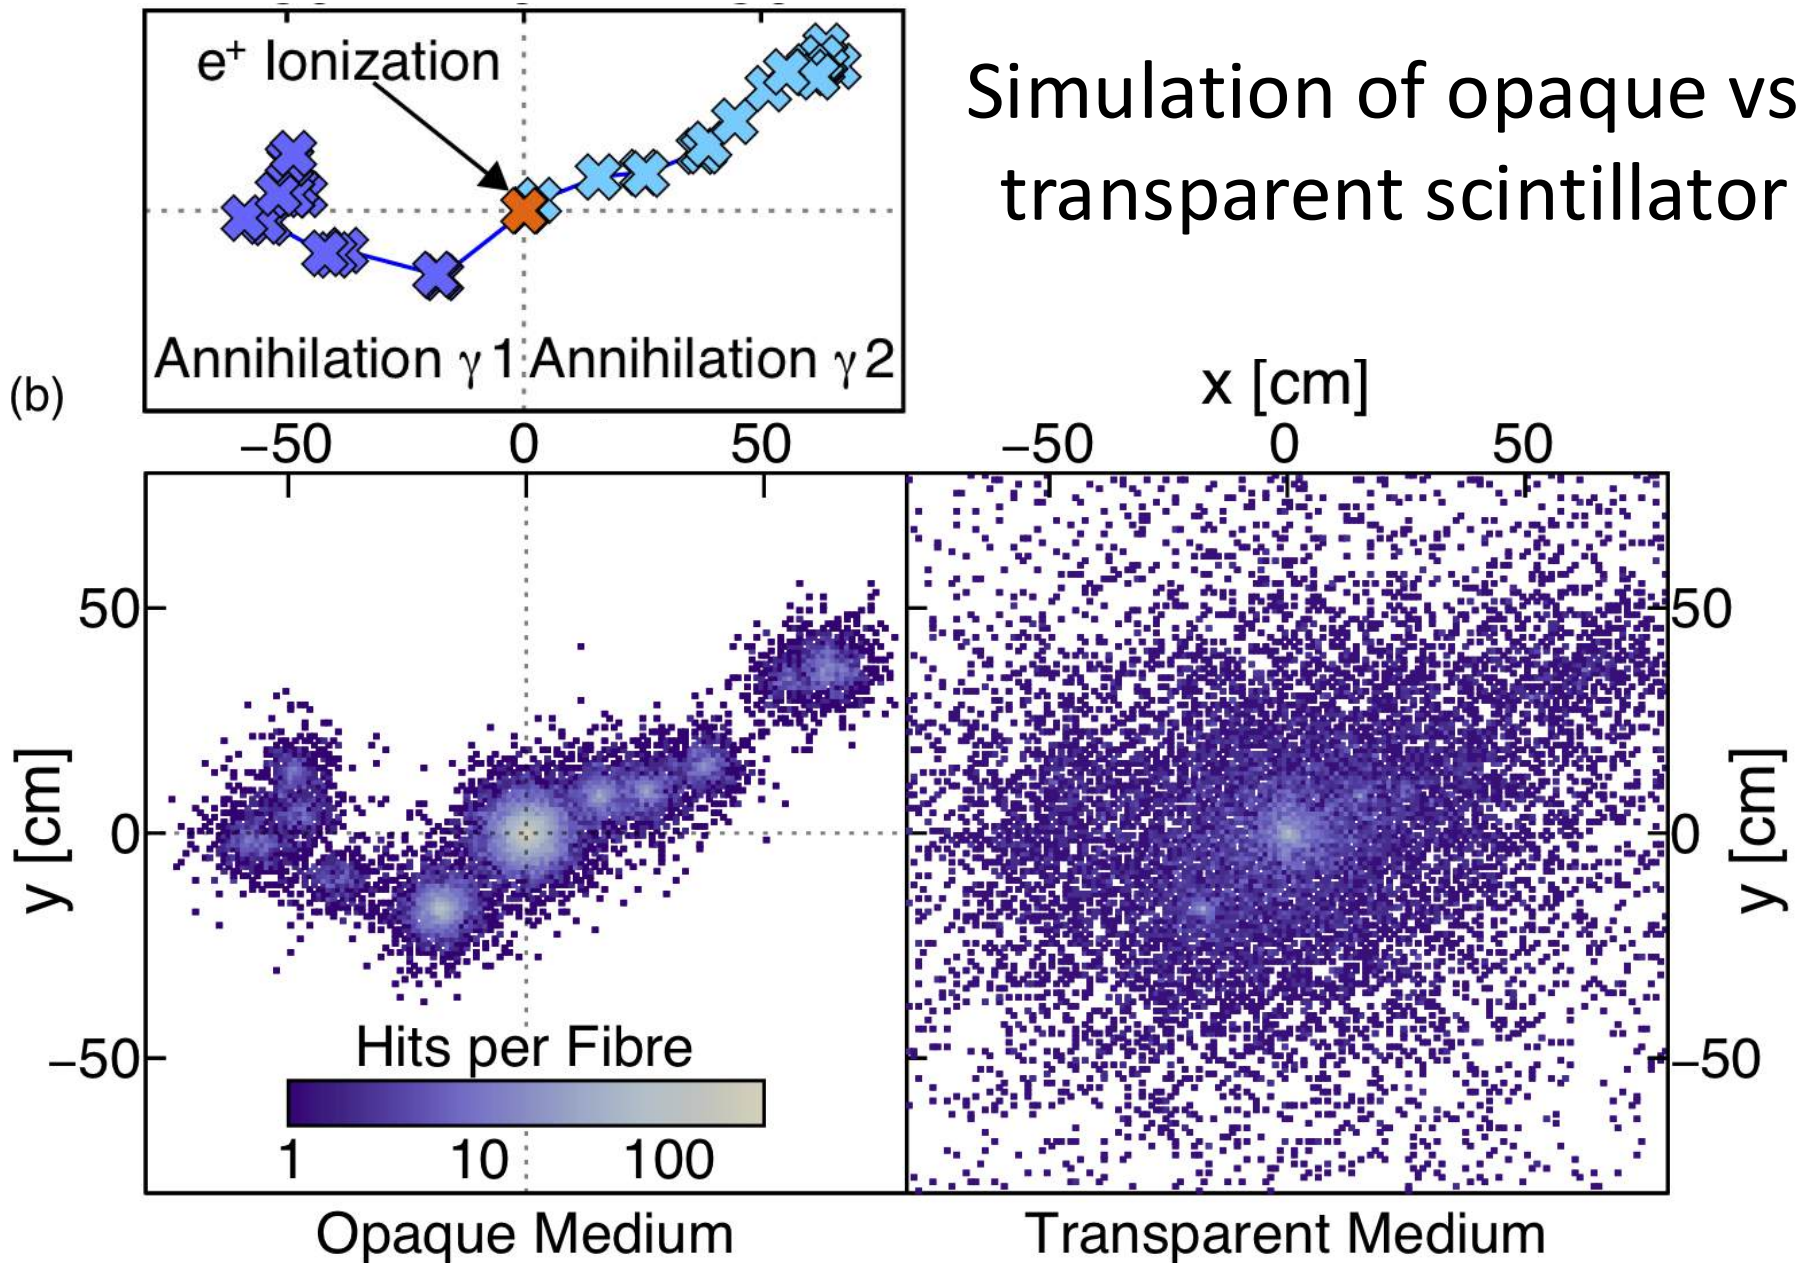 e⁺ Ionization
Simulation of opaque vs
transparent scintillator
Annihilation γ 1
Annihilation γ 2
(b)
x [cm]
−50 0 50
−50 0 50
50
0
−50
y [cm]
50
0
−50
y [cm]
Hits per Fibre
1 10 100
Opaque Medium
Transparent Medium